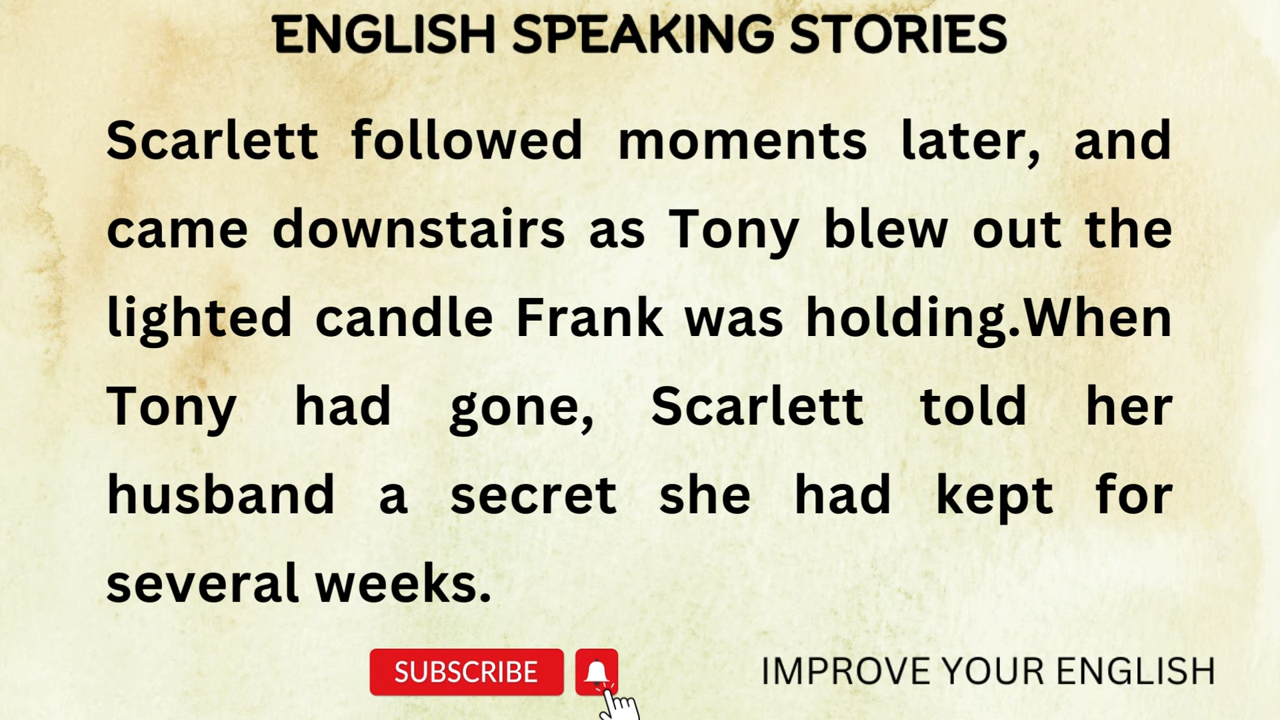 ENGLISH SPEAKING STORIES
Scarlett followed moments later, and
came downstairs as Tony blew out the
lighted candle Frank was holding.When
Tony had gone, Scarlett told her
husband a secret she had kept for
several weeks.
SUBSCRIBE
IMPROVE YOUR ENGLISH